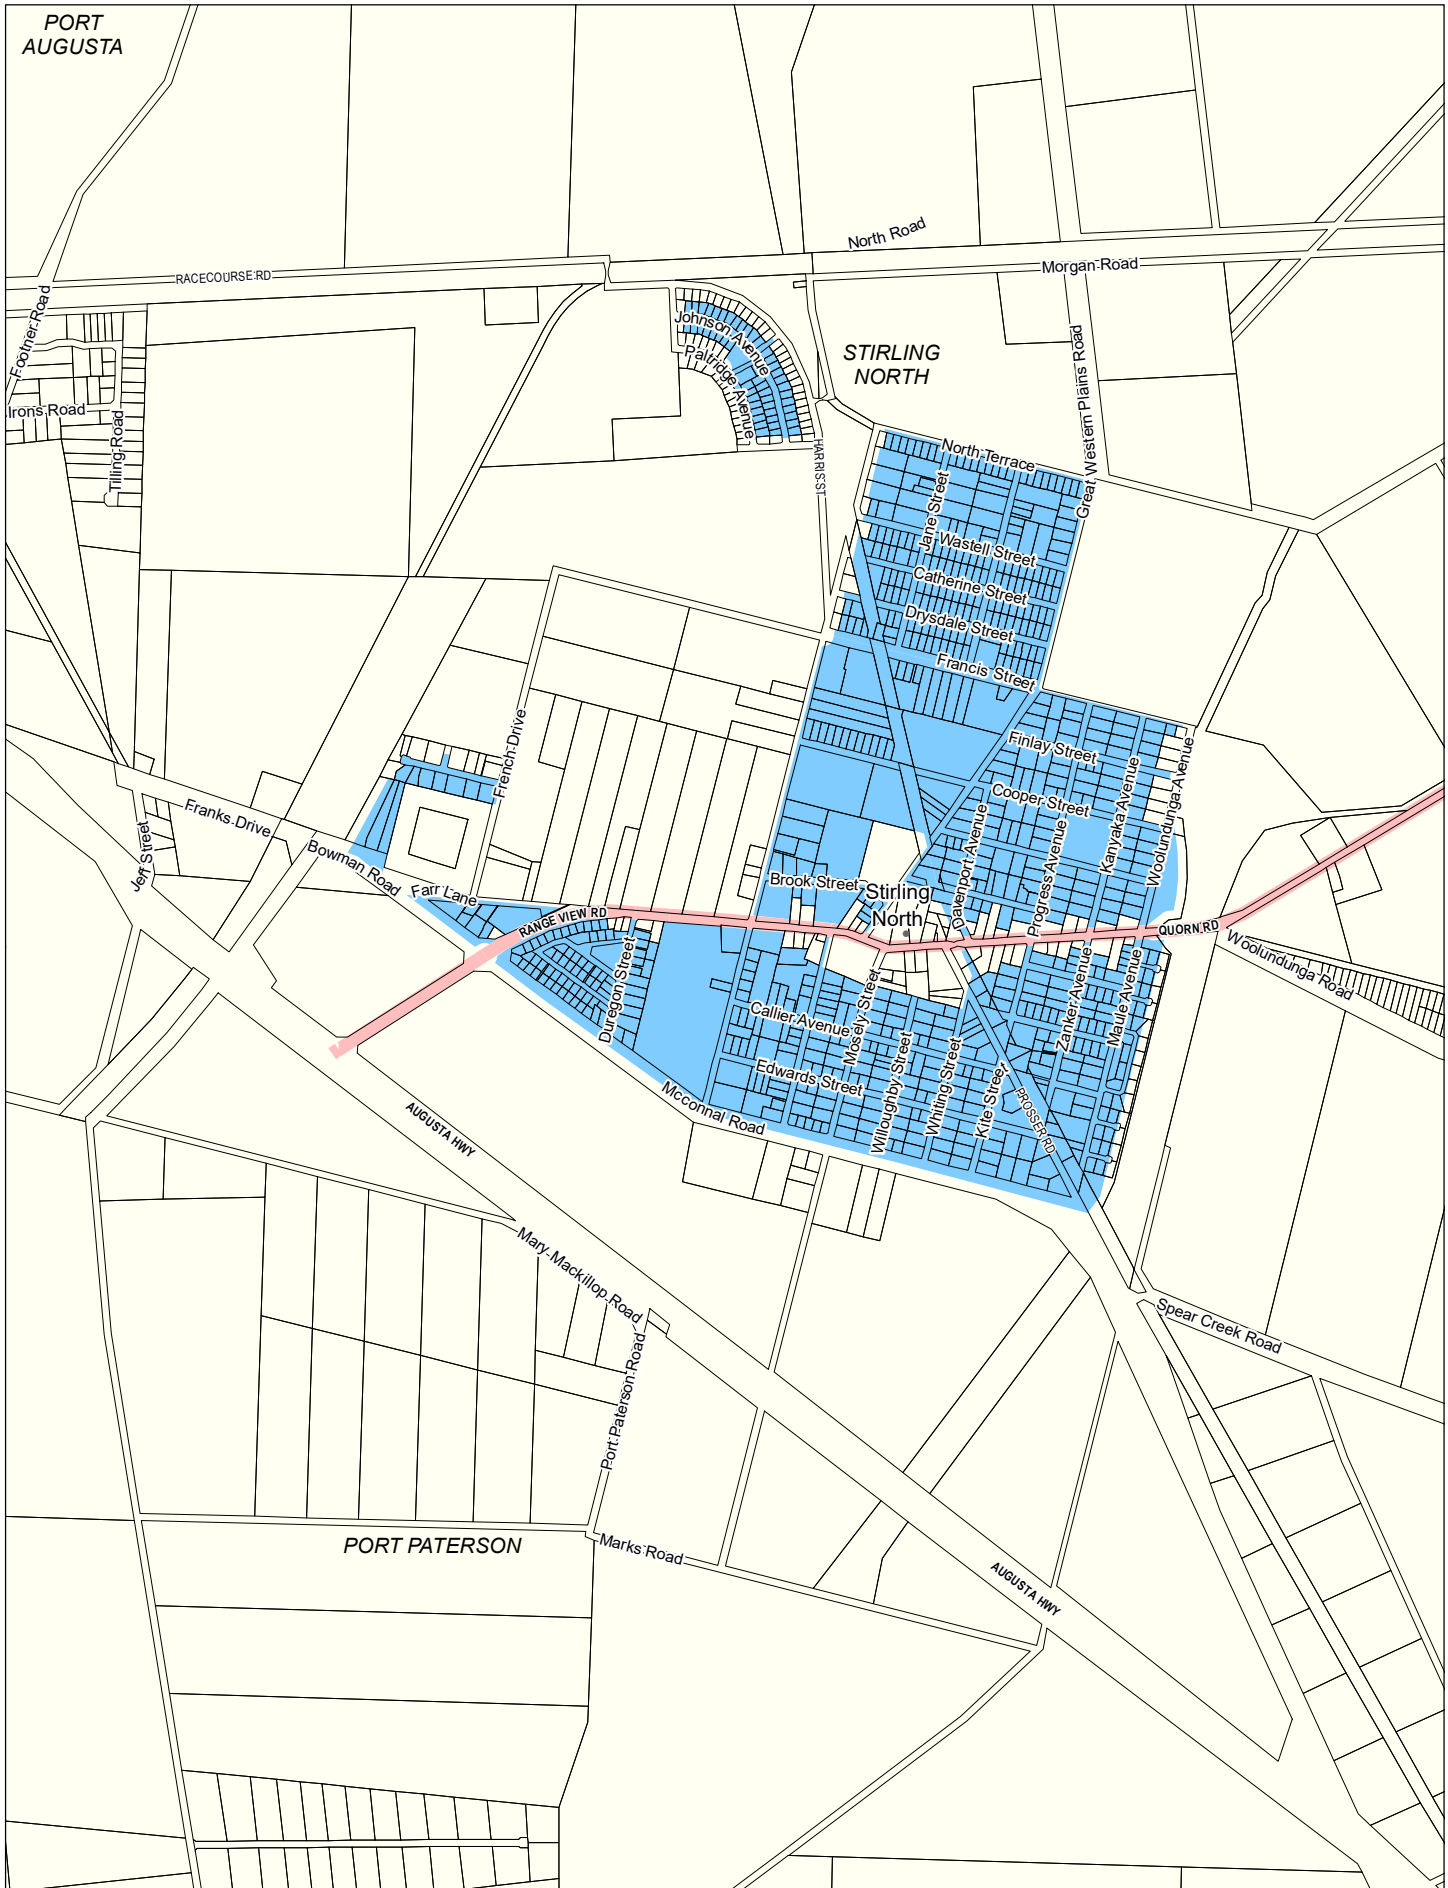 PORT
AUGUSTA
North Road
RACECOURSE RD
Morgan Road
Footner Road
Johnson Avenue
STIRLING
NORTH
Paltridge Avenue
Great Western Plains Road
Irons Road
Tilling Road
HARRIS ST
North Terrace
Jane Street
Wastell Street
Catherine Street
Drysdale Street
Francis Street
French Drive
Finlay Street
Woolundunga Avenue
Kanyaka Avenue
Cooper Street
Davenport Avenue
Progress Avenue
Franks Drive
Jeff Street
Bowman Road
Farr Lane
Brook Street
Stirling
North
RANGE VIEW RD
QUORN RD
Woolundunga Road
Duregon Street
Mosely Street
Zanker Avenue
Maule Avenue
Callier Avenue
Willoughby Street
Whiting Street
Kite Street
Edwards Street
Mcconnal Road
PROSSER RD
AUGUSTA HWY
Mary Mackillop Road
Port Paterson Road
Spear Creek Road
PORT PATERSON
Marks Road
AUGUSTA HWY